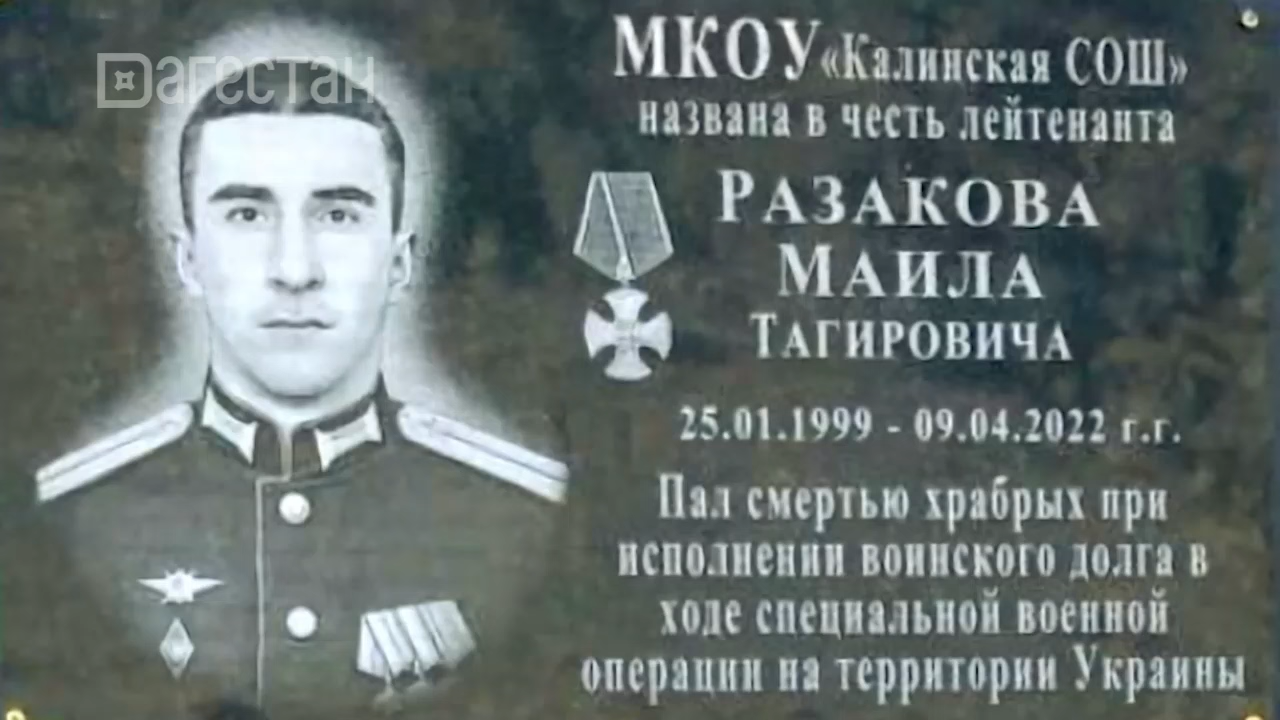 Дагестан
МКОУ «Калинская СОШ»
названа в честь лейтенанта
РАЗАКОВА
МАИЛА
ТАГИРОВИЧА
25.01.1999 - 09.04.2022 г.г.
Пал смертью храбрых при
исполнении воинского долга в
ходе специальной военной
операции на территории Украины